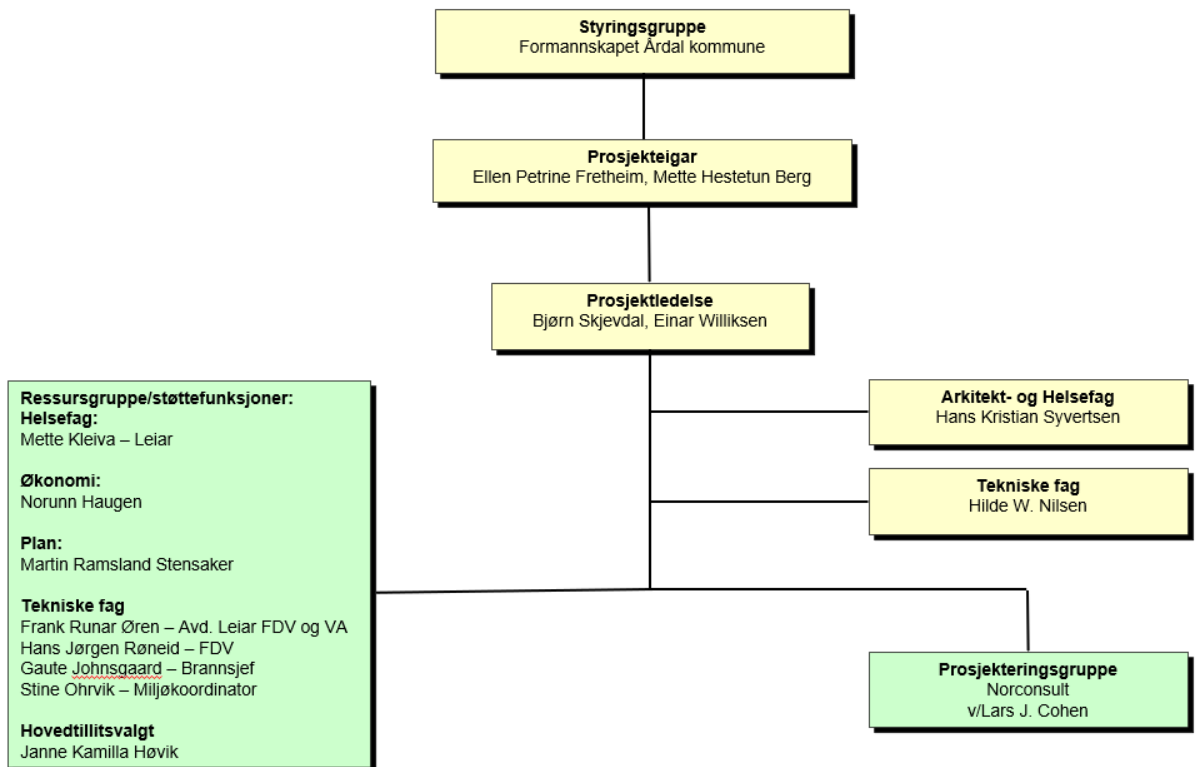 Styringsgruppe
Formannskapet Årdal kommune
Prosjekteigar
Ellen Petrine Fretheim, Mette Hestetun Berg
Prosjektledelse
Bjørn Skjevdal, Einar Williksen
Ressursgruppe/støttefunksjoner:
Helsefag:
Mette Kleiva – Leiar
Økonomi:
Norunn Haugen
Plan:
Martin Ramsland Stensaker
Tekniske fag
Frank Runar Øren – Avd. Leiar FDV og VA
Hans Jørgen Røneid – FDV
Gaute Johnsgaard – Brannsjef
Stine Ohrvik – Miljøkoordinator
Hovedtillitsvalgt
Janne Kamilla Høvik
Arkitekt- og Helsefag
Hans Kristian Syvertsen
Tekniske fag
Hilde W. Nilsen
Prosjekteringsgruppe
Norconsult
v/Lars J. Cohen